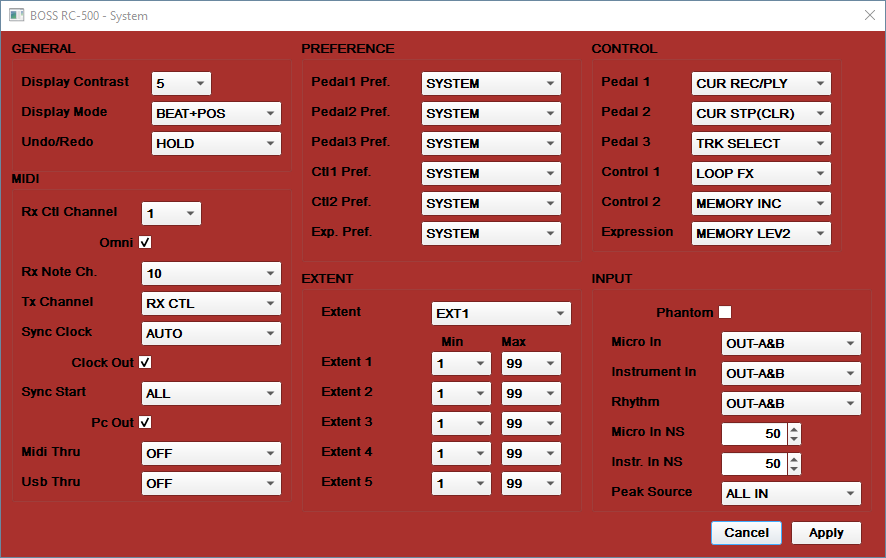 BOSS RC-500 - System
GENERAL
Display Contrast 5
Display Mode BEAT+POS
Undo/Redo HOLD
MIDI
Rx Ctl Channel 1
Omni
Rx Note Ch. 10
Tx Channel RX CTL
Sync Clock AUTO
Clock Out
Sync Start ALL
Pc Out
Midi Thru OFF
Usb Thru OFF
PREFERENCE
Pedal1 Pref. SYSTEM
Pedal2 Pref. SYSTEM
Pedal3 Pref. SYSTEM
Ctl1 Pref. SYSTEM
Ctl2 Pref. SYSTEM
Exp. Pref. SYSTEM
EXTENT
Extent EXT1
Min Max
Extent 1 1 99
Extent 2 1 99
Extent 3 1 99
Extent 4 1 99
Extent 5 1 99
CONTROL
Pedal 1 CUR REC/PLY
Pedal 2 CUR STP(CLR)
Pedal 3 TRK SELECT
Control 1 LOOP FX
Control 2 MEMORY INC
Expression MEMORY LEV2
INPUT
Phantom
Micro In OUT-A&B
Instrument In OUT-A&B
Rhythm OUT-A&B
Micro In NS 50
Instr. In NS 50
Peak Source ALL IN
Cancel Apply